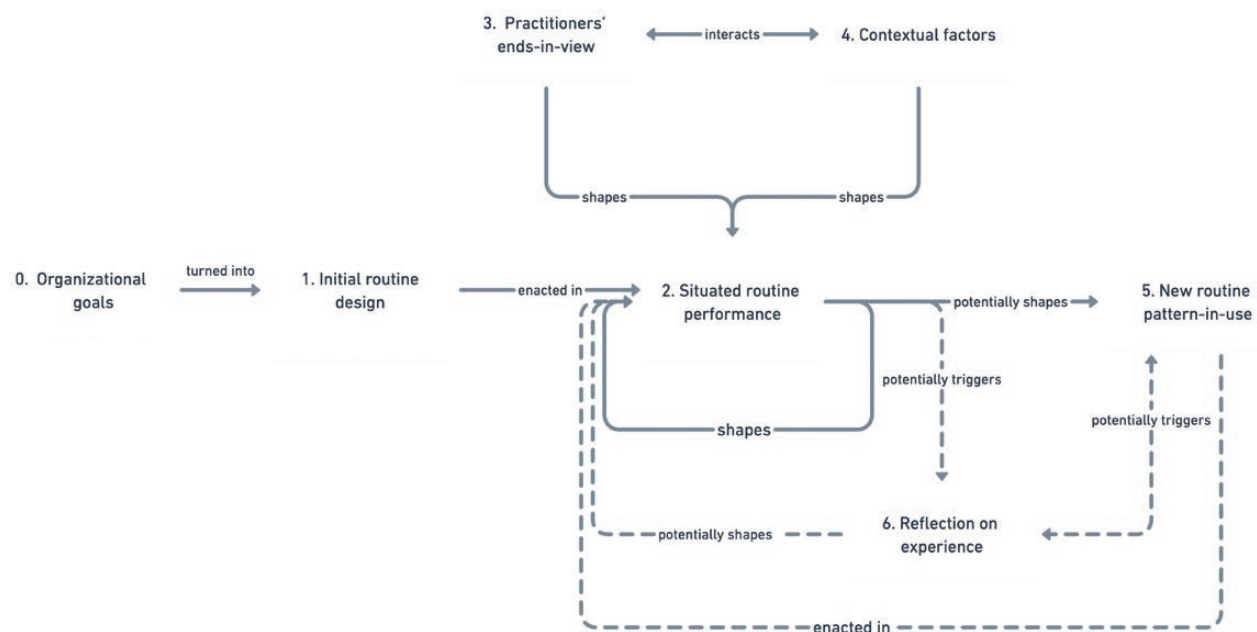 3. Practitioners'
ends-in-view
interacts
4. Contextual factors
shapes
shapes
0. Organizational
goals
turned into
1. Initial routine
design
enacted in
2. Situated routine
performance
potentially shapes
5. New routine
pattern-in-use
potentially triggers
shapes
potentially triggers
potentially shapes
6. Reflection on
experience
enacted in